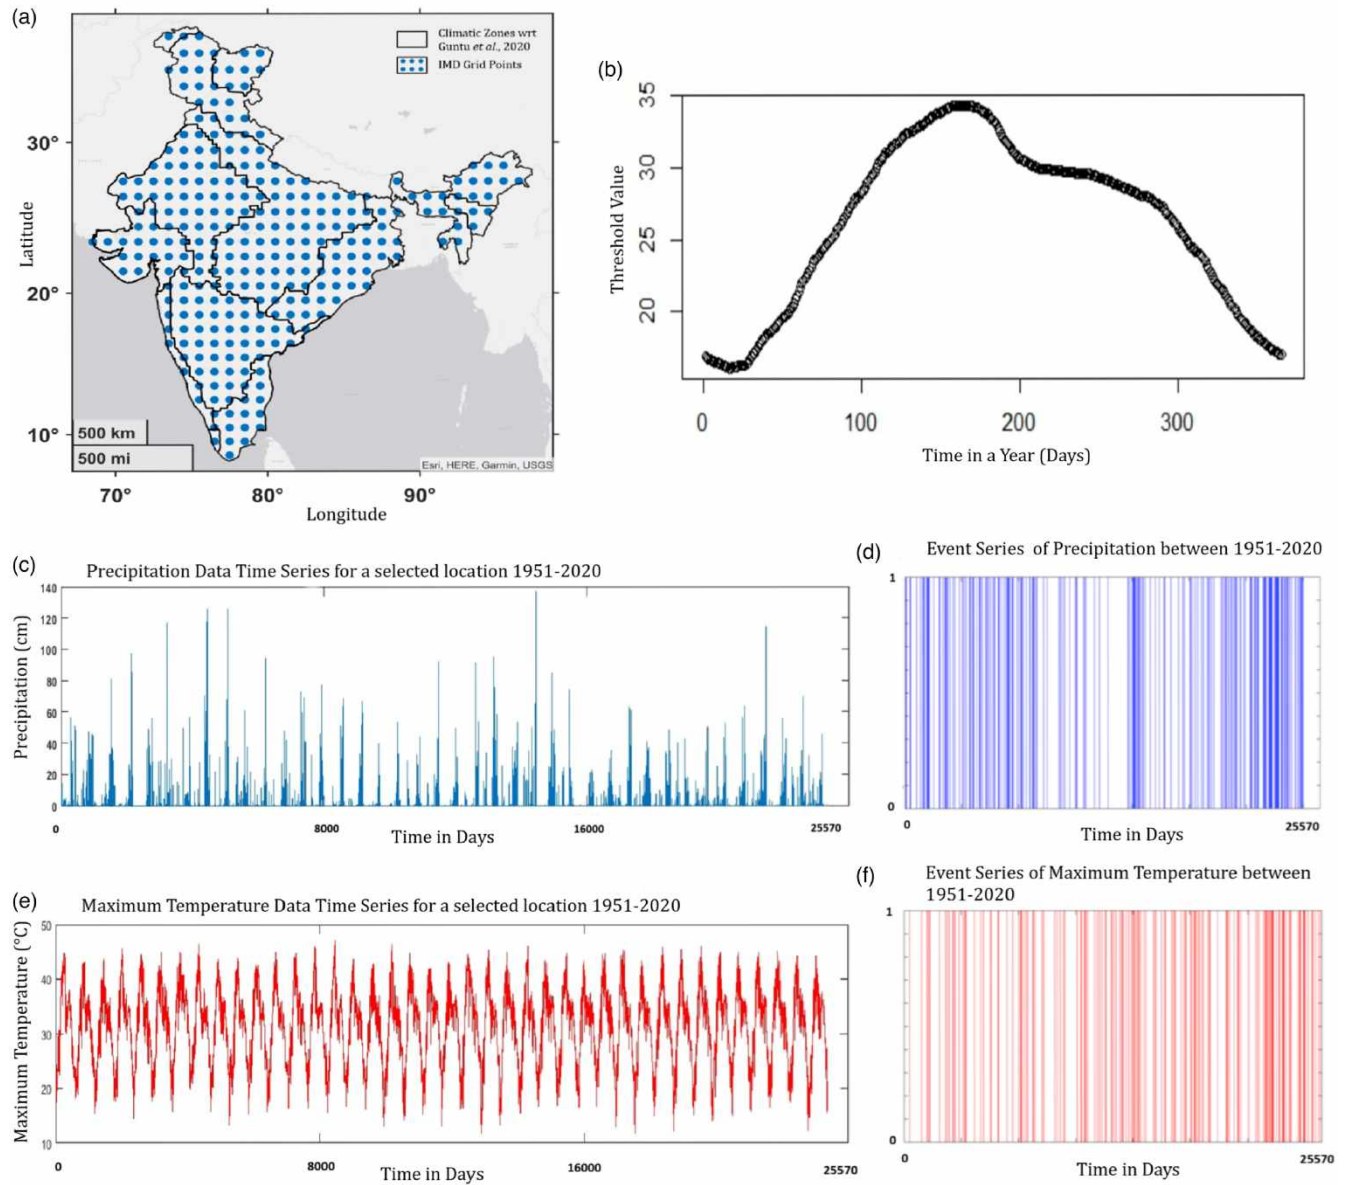 (a)
Climatic Zones wrt
Guntu et al., 2020
IMD Grid Points
30°
20°
10°
Latitude
500 km
500 mi
Esri, HERE, Garmin, USGS
70°
80°
90°
Longitude
(b)
35
30
25
20
Threshold Value
0
100
200
300
Time in a Year (Days)
(c)
Precipitation Data Time Series for a selected location 1951-2020
140
120
100
80
60
40
20
0
Precipitation (cm)
0
8000
16000
25570
Time in Days
(d)
Event Series of Precipitation between 1951-2020
1
0
0
25570
Time in Days
(e)
Maximum Temperature Data Time Series for a selected location 1951-2020
50
40
30
20
10
Maximum Temperature (°C)
0
8000
16000
25570
Time in Days
(f)
Event Series of Maximum Temperature between
1951-2020
1
0
0
25570
Time in Days